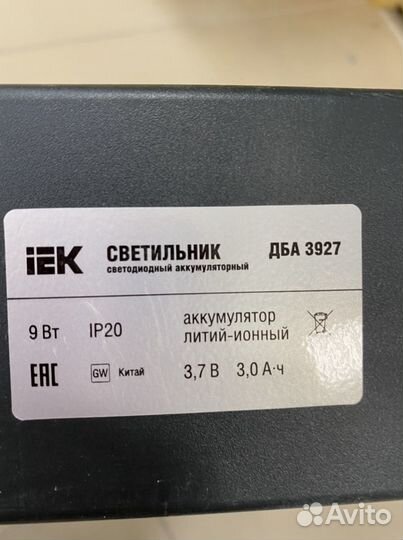 IEK СВЕТИЛЬНИК ДБА 3927
светодиодный аккумуляторный
9 Вт IP20 аккумулятор
литий-ионный
EAC GW Китай 3,7 В 3,0 А·ч
Avito